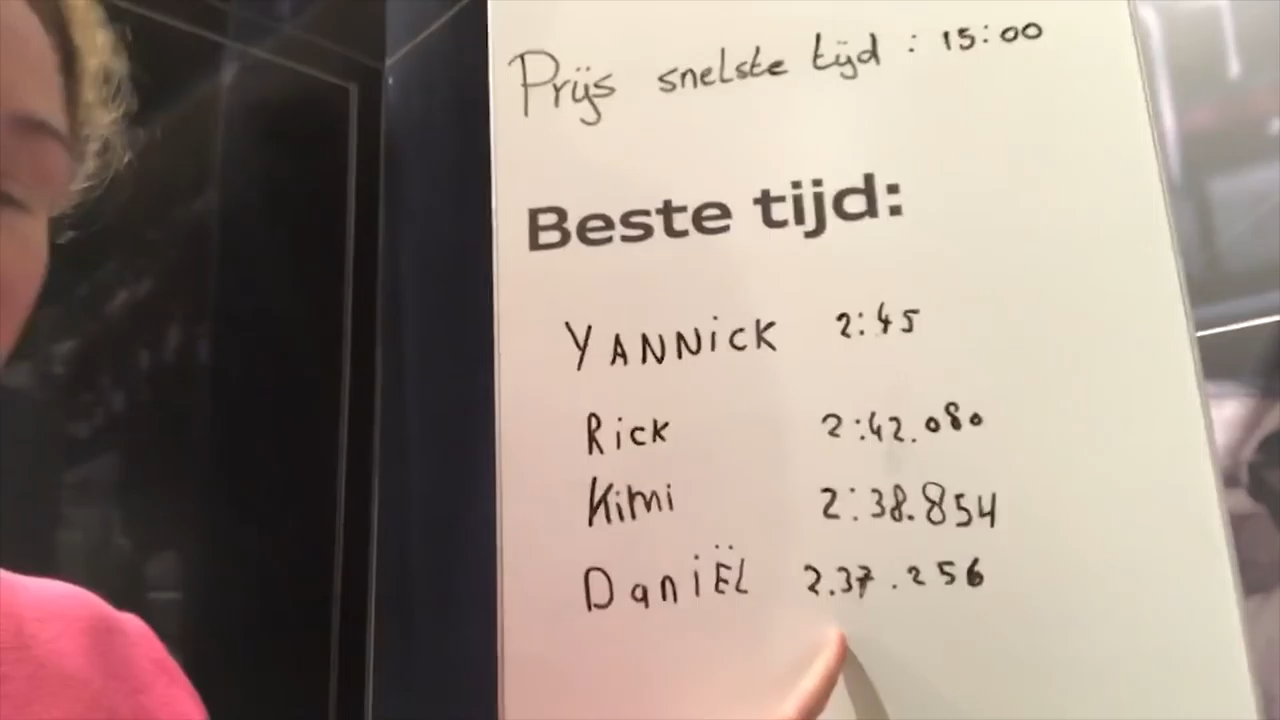 Prijs snelste tijd : 15:00
Beste tijd:
YANNiCK 2:45
Rick 2:42.080
Kimi 2:38.854
DaniËL 2.37.256